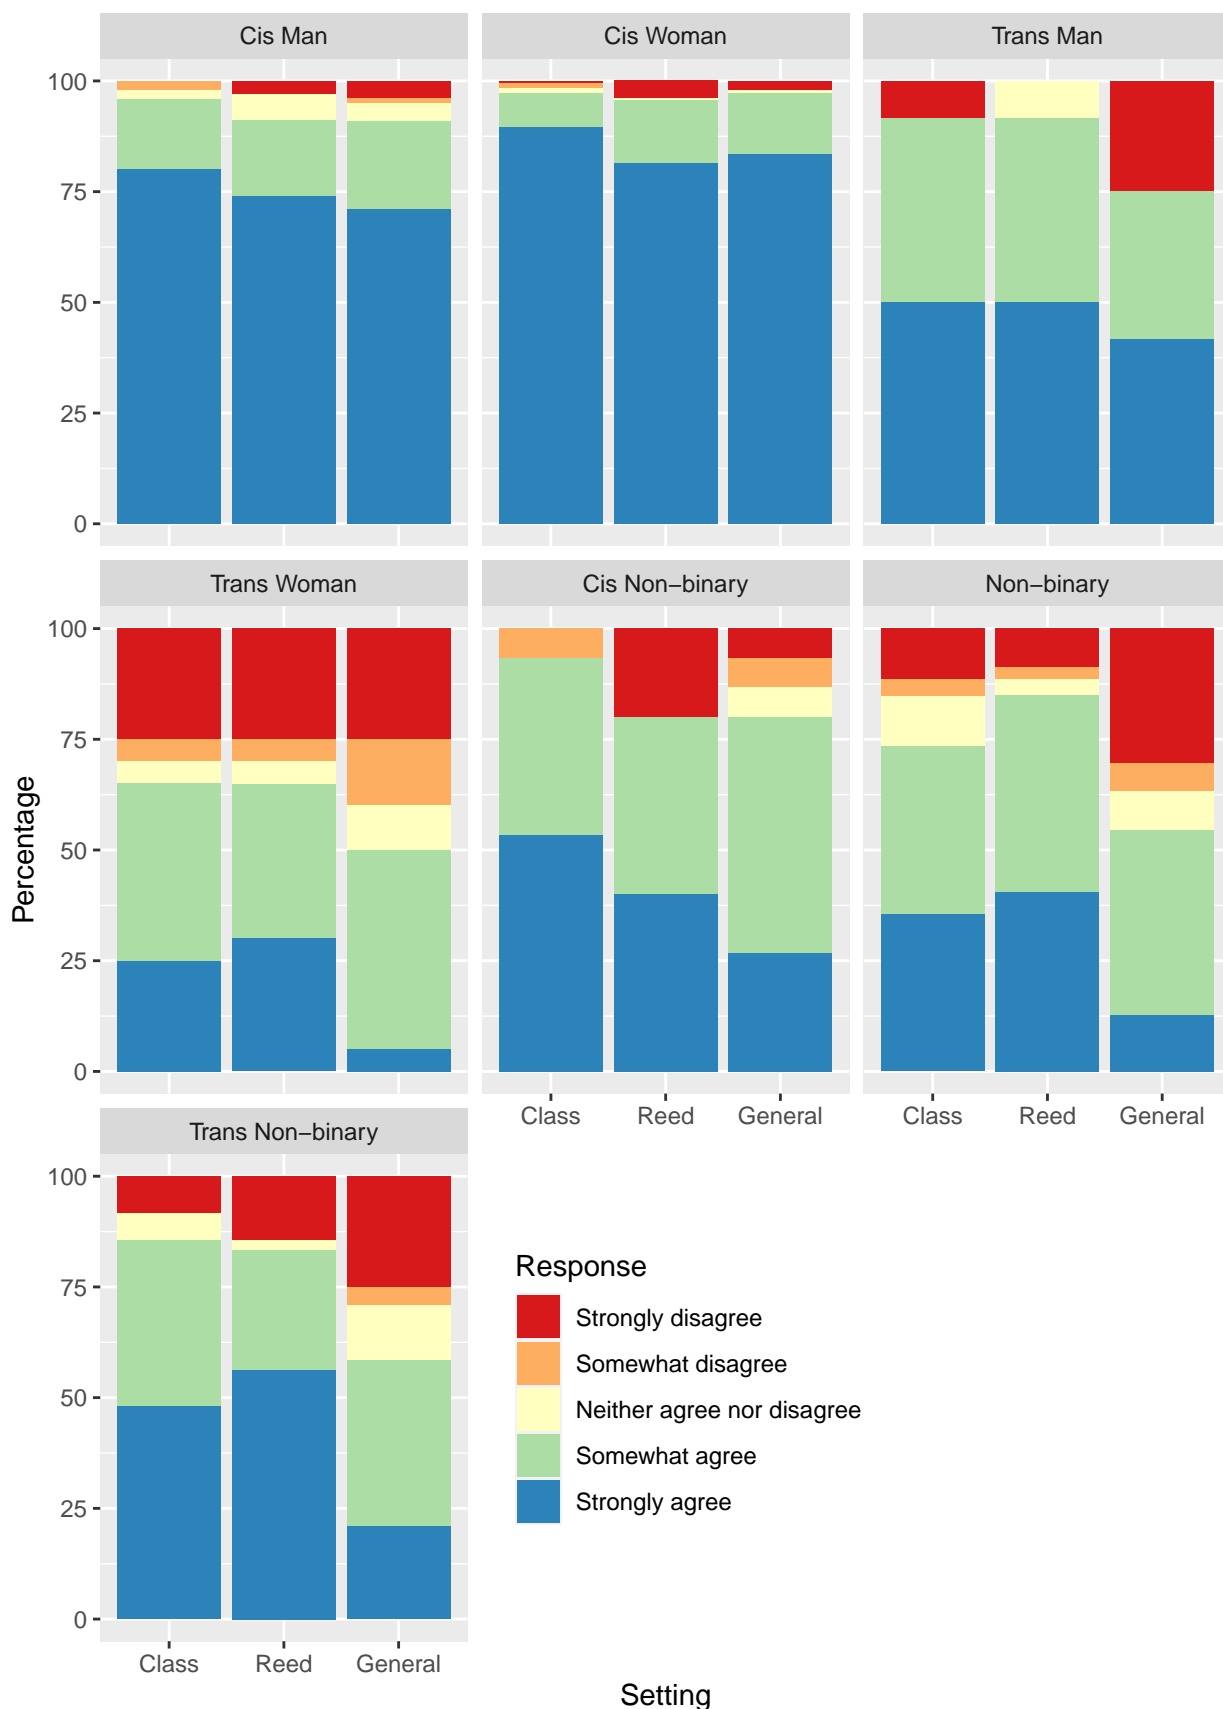 Cis Man
Cis Woman
Trans Man
100
75
50
25
0
Trans Woman
Cis Non−binary
Non−binary
100
75
50
25
0
Class Reed General
Class Reed General
Trans Non−binary
100
75
50
25
0
Class Reed General
Percentage
Setting
Response
Strongly disagree
Somewhat disagree
Neither agree nor disagree
Somewhat agree
Strongly agree